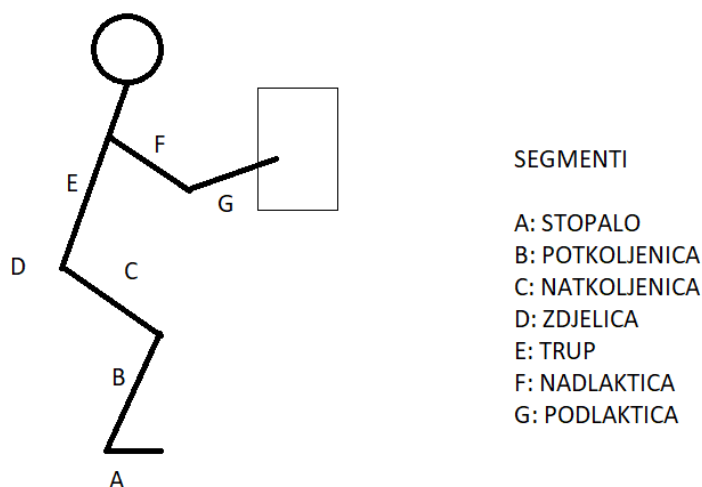 F
E
G
D
C
B
A
SEGMENTI
A: STOPALO
B: POTKOLJENICA
C: NATKOLJENICA
D: ZDJELICA
E: TRUP
F: NADLAKTICA
G: PODLAKTICA